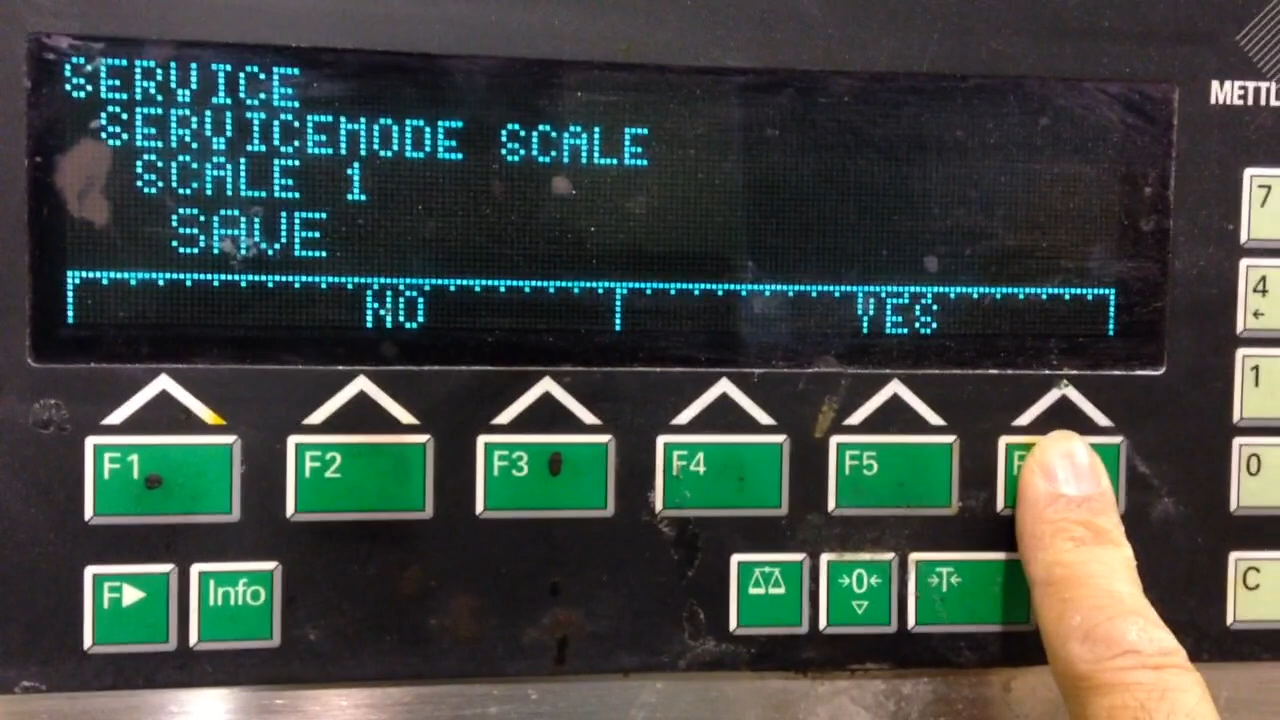 SERVICE
SERVICEMODE SCALE
SCALE 1
SAVE
NO YES
METTL
7
4
←
1
0
C
F1 F2 F3 F4 F5 F
F▶ Info →0← →T←
▽